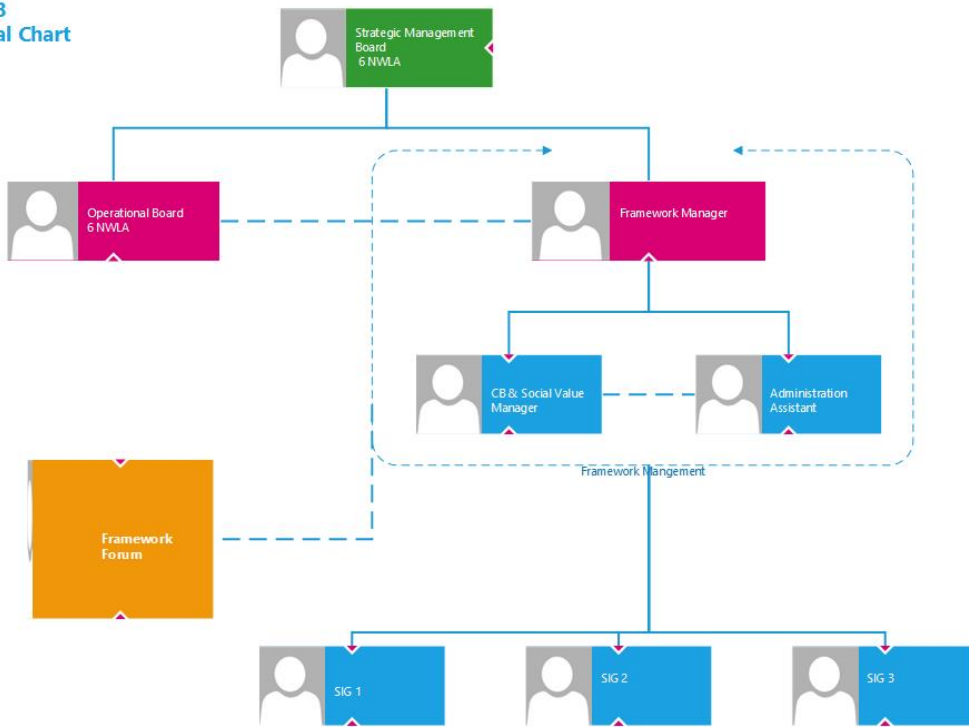 al Chart
Strategic Management
Board
6 NWLA
Operational Board
6 NWLA
Framework Manager
CB & Social Value
Manager
Administration
Assistant
Framework Mangement
Framework
Forum
SIG 1
SIG 2
SIG 3